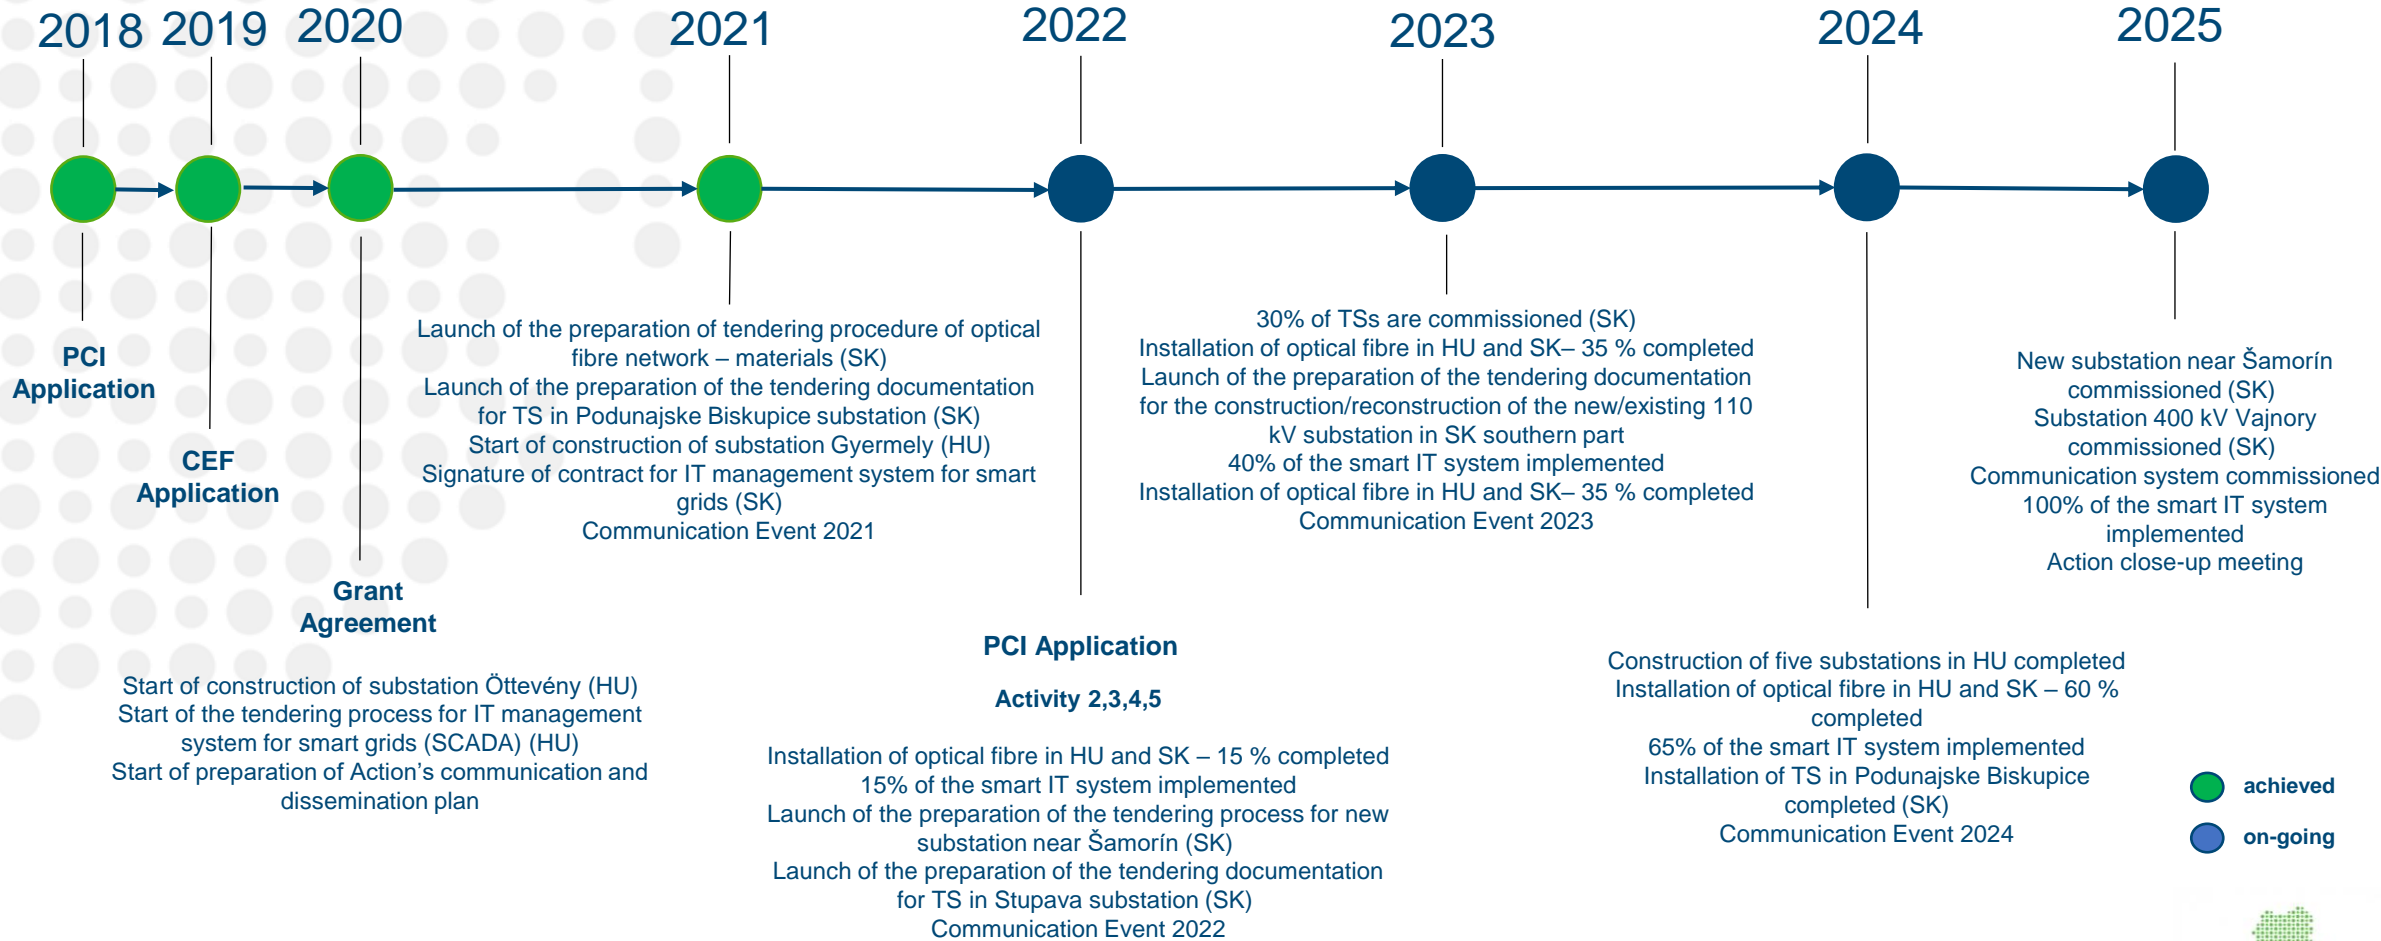 2018
2019
2020
2021
2022
2023
2024
2025
PCI
Application
CEF
Application
Grant
Agreement
Start of construction of substation Öttevény (HU)
Start of the tendering process for IT management
system for smart grids (SCADA) (HU)
Start of preparation of Action's communication and
dissemination plan
Launch of the preparation of tendering procedure of optical
fibre network – materials (SK)
Launch of the preparation of the tendering documentation
for TS in Podunajske Biskupice substation (SK)
Start of construction of substation Gyermely (HU)
Signature of contract for IT management system for smart
grids (SK)
Communication Event 2021
PCI Application
Activity 2,3,4,5
Installation of optical fibre in HU and SK – 15 % completed
15% of the smart IT system implemented
Launch of the preparation of the tendering process for new
substation near Šamorín (SK)
Launch of the preparation of the tendering documentation
for TS in Stupava substation (SK)
Communication Event 2022
30% of TSs are commissioned (SK)
Installation of optical fibre in HU and SK– 35 % completed
Launch of the preparation of the tendering documentation
for the construction/reconstruction of the new/existing 110
kV substation in SK southern part
40% of the smart IT system implemented
Installation of optical fibre in HU and SK– 35 % completed
Communication Event 2023
Construction of five substations in HU completed
Installation of optical fibre in HU and SK – 60 %
completed
65% of the smart IT system implemented
Installation of TS in Podunajske Biskupice
completed (SK)
Communication Event 2024
New substation near Šamorín
commissioned (SK)
Substation 400 kV Vajnory
commissioned (SK)
Communication system commissioned
100% of the smart IT system
implemented
Action close-up meeting
achieved
on-going